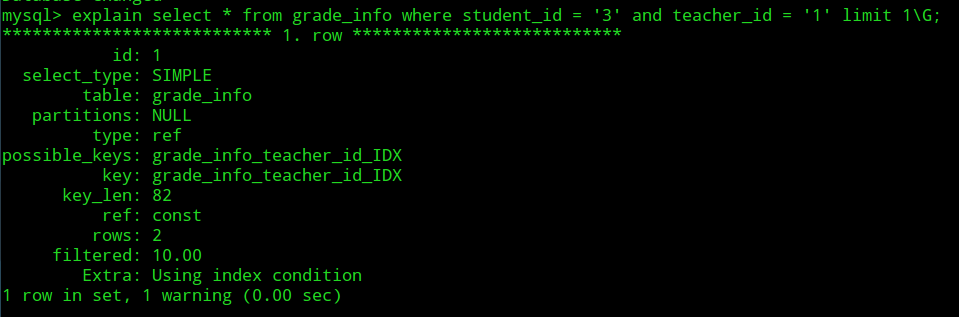 mysql> explain select * from grade_info where student_id = '3' and teacher_id = '1' limit 1\G;
*************************** 1. row ***************************
           id: 1
  select_type: SIMPLE
        table: grade_info
   partitions: NULL
         type: ref
possible_keys: grade_info_teacher_id_IDX
          key: grade_info_teacher_id_IDX
      key_len: 82
          ref: const
         rows: 2
     filtered: 10.00
        Extra: Using index condition
1 row in set, 1 warning (0.00 sec)